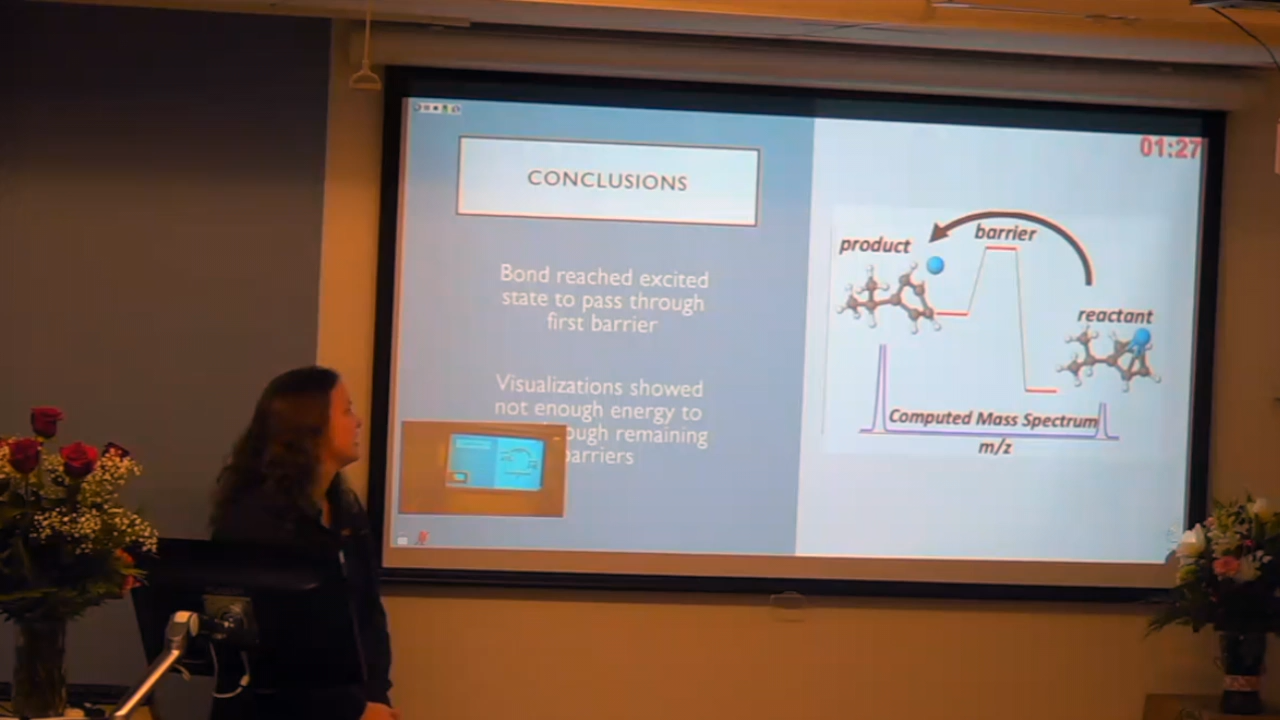 CONCLUSIONS
01:27
Bond reached excited
state to pass through
first barrier
Visualizations showed
not enough energy to
ough remaining
barriers
product
barrier
reactant
Computed Mass Spectrum
m/z